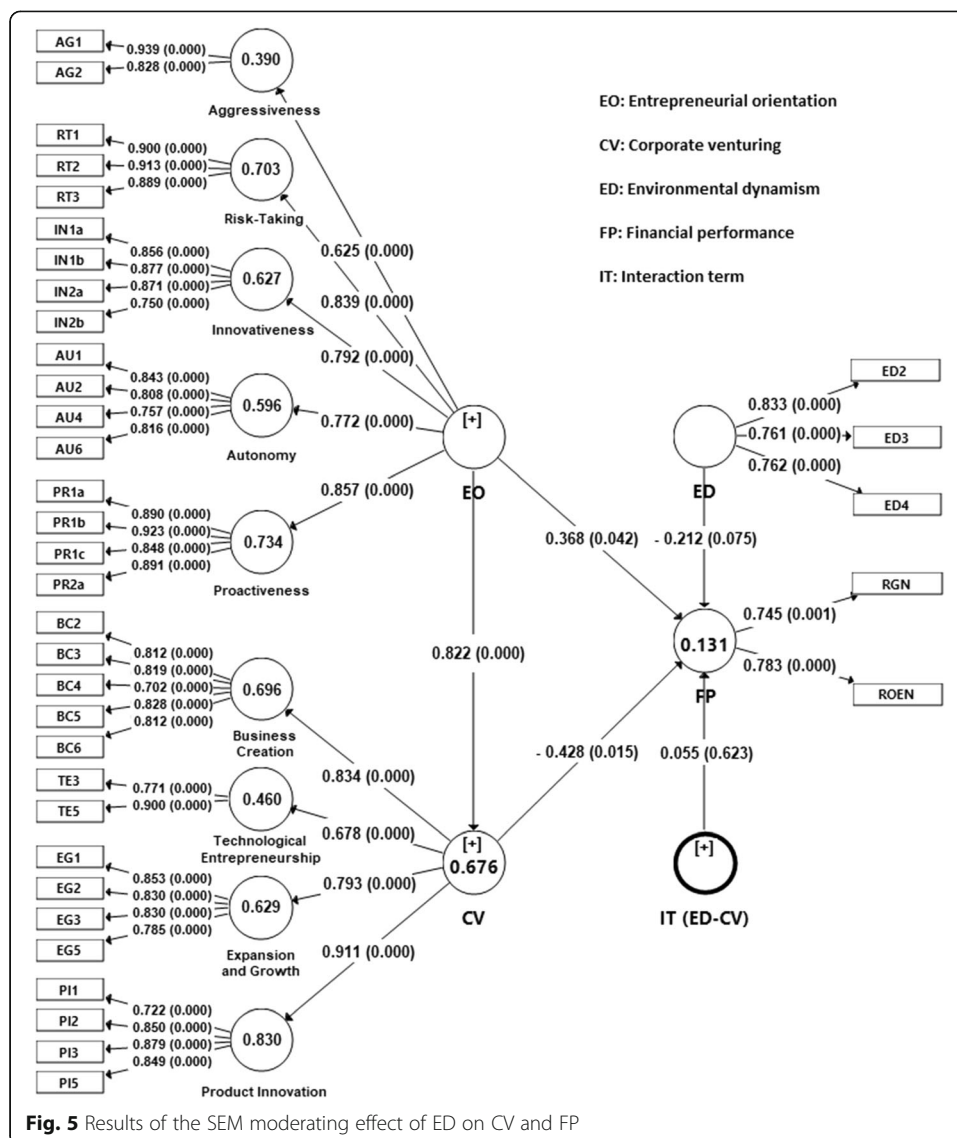 AG1
0.939 (0.000)
AG2
0.828 (0.000)
0.390
Aggressiveness
RT1
0.900 (0.000)
RT2
0.913 (0.000)
RT3
0.889 (0.000)
0.703
Risk-Taking
IN1a
0.856 (0.000)
IN1b
0.877 (0.000)
IN2a
0.871 (0.000)
IN2b
0.750 (0.000)
0.627
Innovativeness
AU1
0.843 (0.000)
AU2
0.808 (0.000)
AU4
0.757 (0.000)
AU6
0.816 (0.000)
0.596
Autonomy
PR1a
0.890 (0.000)
PR1b
0.923 (0.000)
PR1c
0.848 (0.000)
PR2a
0.891 (0.000)
0.734
Proactiveness
BC2
0.812 (0.000)
BC3
0.819 (0.000)
BC4
0.702 (0.000)
BC5
0.828 (0.000)
BC6
0.812 (0.000)
0.696
Business
Creation
TE3
0.771 (0.000)
TE5
0.900 (0.000)
0.460
Technological
Entrepreneurship
EG1
0.853 (0.000)
EG2
0.830 (0.000)
EG3
0.830 (0.000)
EG5
0.785 (0.000)
0.629
Expansion
and Growth
PI1
0.722 (0.000)
PI2
0.850 (0.000)
PI3
0.879 (0.000)
PI5
0.849 (0.000)
0.830
Product Innovation
0.625 (0.000)
0.839 (0.000)
0.792 (0.000)
0.772 (0.000)
0.857 (0.000)
[+]
EO
0.822 (0.000)
0.834 (0.000)
0.678 (0.000)
0.793 (0.000)
0.911 (0.000)
[+]
0.676
CV
EO: Entrepreneurial orientation
CV: Corporate venturing
ED: Environmental dynamism
FP: Financial performance
IT: Interaction term
ED
0.833 (0.000)
ED2
0.761 (0.000)
ED3
0.762 (0.000)
ED4
0.368 (0.042)
- 0.212 (0.075)
0.131
FP
0.745 (0.001)
RGN
0.783 (0.000)
ROEN
- 0.428 (0.015)
0.055 (0.623)
[+]
IT (ED-CV)
Fig. 5 Results of the SEM moderating effect of ED on CV and FP